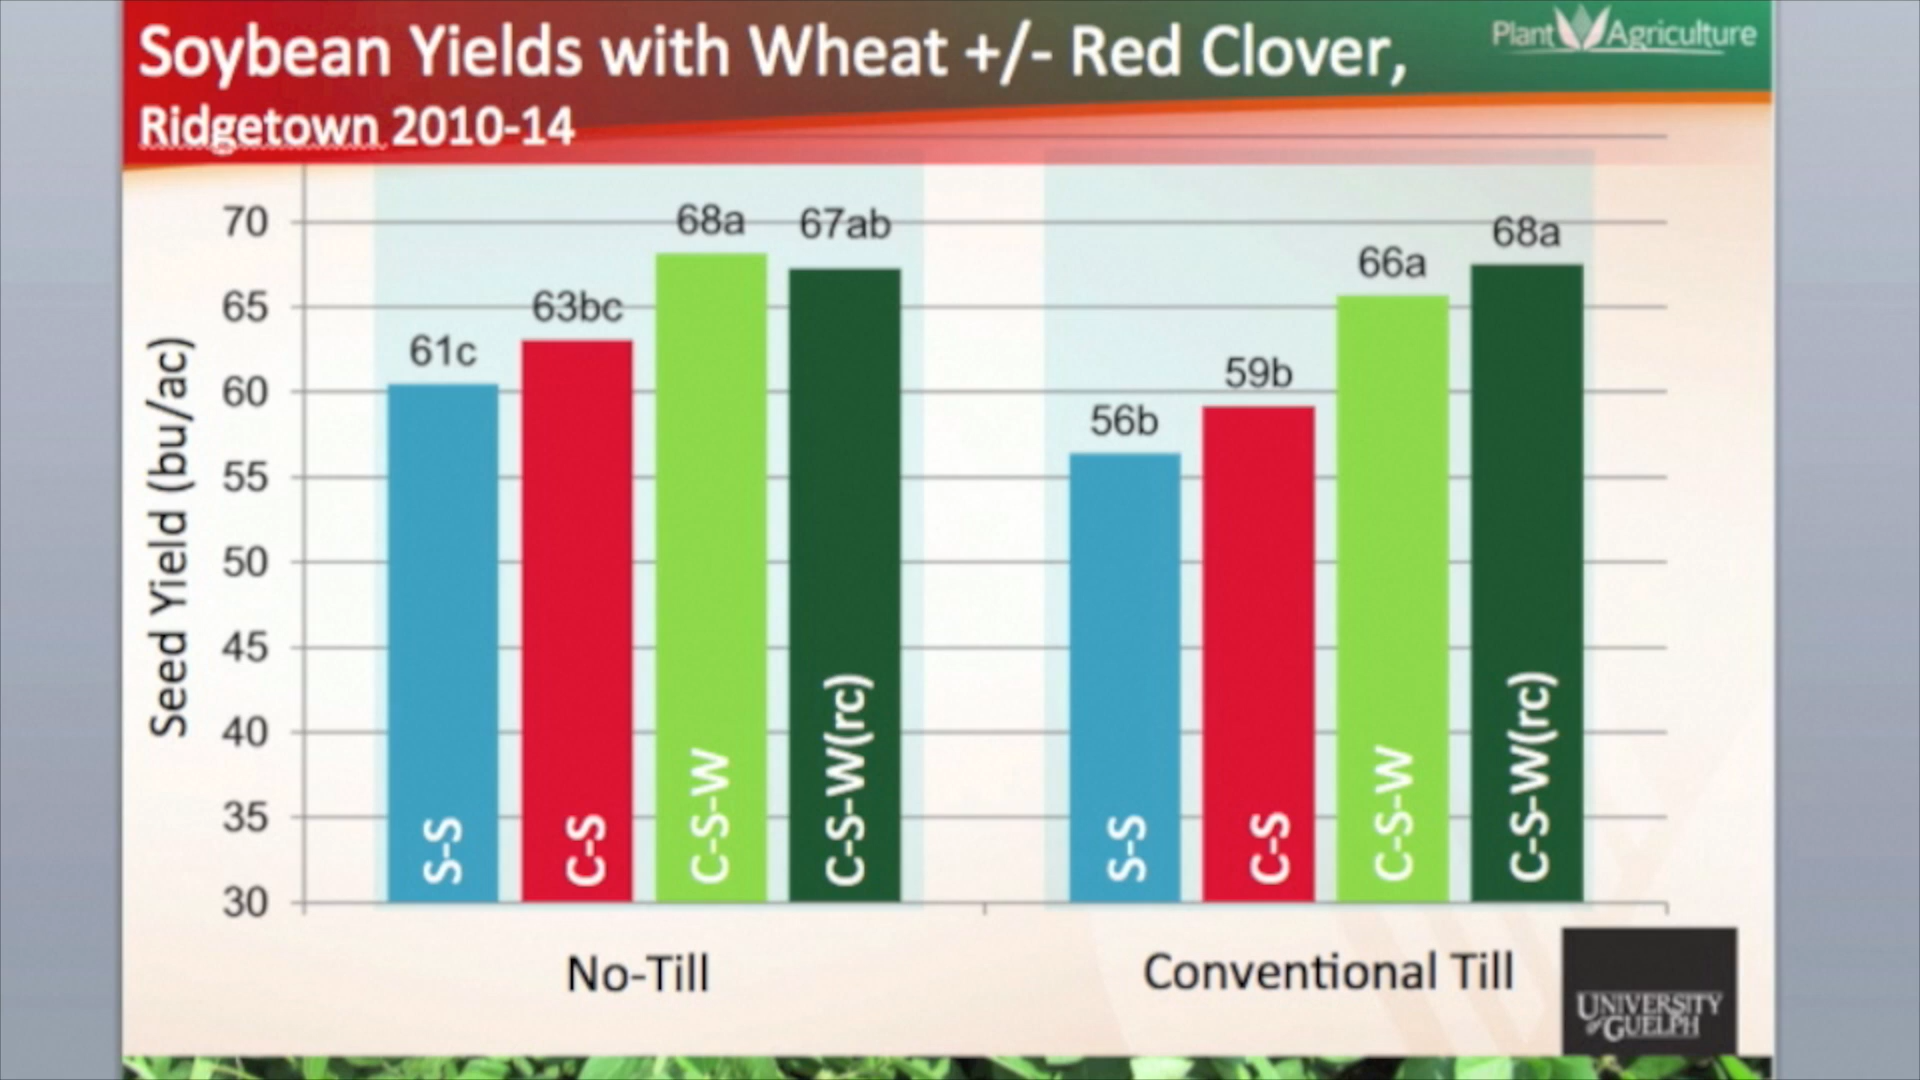 Soybean Yields with Wheat +/- Red Clover,
Ridgetown 2010-14
Plant Agriculture
Seed Yield (bu/ac)
70
65
60
55
50
45
40
35
30
61c
63bc
68a
67ab
56b
59b
66a
68a
S-S
C-S
C-S-W
C-S-W(rc)
S-S
C-S
C-S-W
C-S-W(rc)
No-Till
Conventional Till
UNIVERSITY
of GUELPH